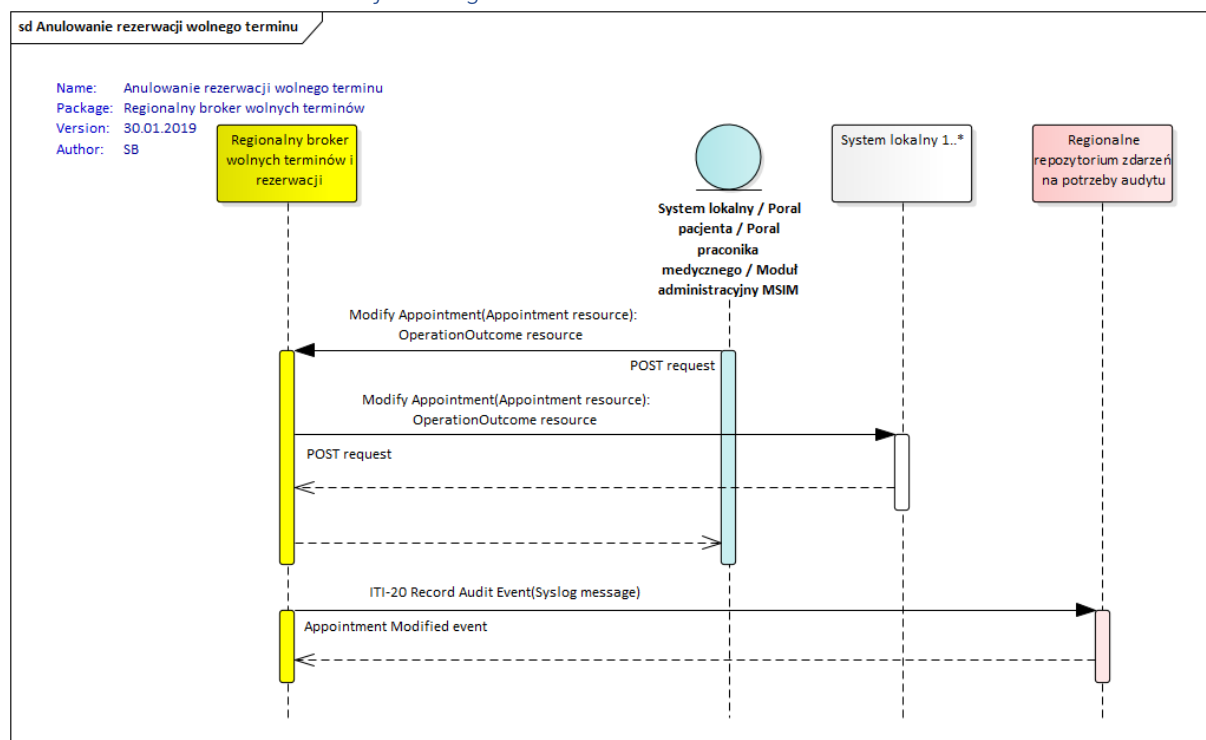 sd Anulowanie rezerwacji wolnego terminu
Name: Anulowanie rezerwacji wolnego terminu
Package: Regionalny broker wolnych terminów
Version: 30.01.2019
Author: SB
Regionalny broker
wolnych terminów i
rezerwacji
System lokalny / Poral
pacjenta / Poral
praconika
medycznego / Moduł
administracyjny MSIM
System lokalny 1..*
Regionalne
repozytorium zdarzeń
na potrzeby audytu
Modify Appointment(Appointment resource):
OperationOutcome resource
POST request
Modify Appointment(Appointment resource):
OperationOutcome resource
POST request
ITI-20 Record Audit Event(Syslog message)
Appointment Modified event